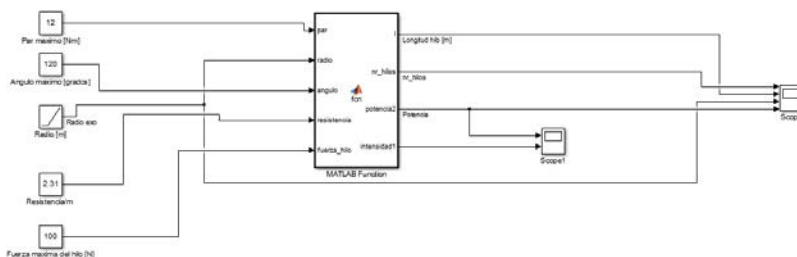 12
Par maximo [Nm]
120
Angulo maximo [grados]
Radio [m]
Radio exo
2.31
Resistencia/m
100
Fuerza maxima del hilo [N]
par
radio
angulo
resistencia
fuerza_hilo
fcn
l
nr_hilos
potencia2
intensidad1
MATLAB Function
Longitud hilo [m]
nr_hilos
Potencia
Scope1
Scop